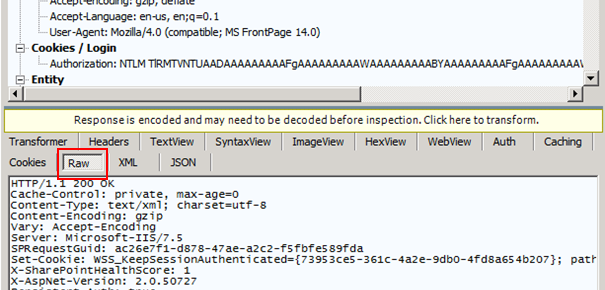 Accept-Encoding: gzip, deflate
Accept-Language: en-us, en;q=0.1
User-Agent: Mozilla/4.0 (compatible; MS FrontPage 14.0)
Cookies / Login
Authorization: NTLM
Entity
Response is encoded and may need to be decoded before inspection. Click here to transform.
Transformer Headers TextView SyntaxView ImageView HexView WebView Auth Caching
Cookies Raw XML JSON
HTTP/1.1 200 OK
Cache-Control: private, max-age=0
Content-Type: text/xml; charset=utf-8
Content-Encoding: gzip
Vary: Accept-Encoding
Server: Microsoft-IIS/7.5
SPRequestGuid: ac26e7f1-d878-47ae-a2c2-f5fbfe589fda
Set-Cookie: WSS_KeepSessionAuthenticated={73953ce5-361c-4a2e-9db0-4fd8a654b207}; path
X-SharePointHealthScore: 1
X-AspNet-Version: 2.0.50727